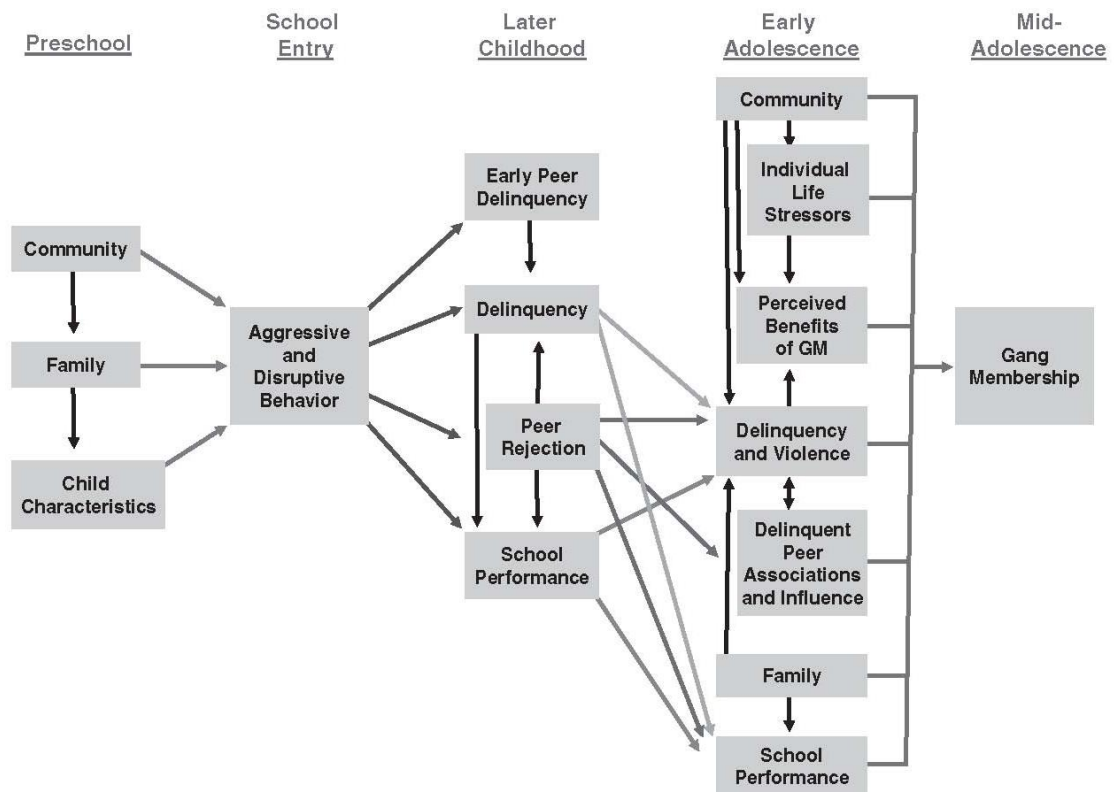 Preschool
School
Entry
Later
Childhood
Early
Adolescence
Mid-
Adolescence
Community
Family
Child
Characteristics
Aggressive
and
Disruptive
Behavior
Early Peer
Delinquency
Delinquency
Peer
Rejection
School
Performance
Community
Individual
Life
Stressors
Perceived
Benefits
of GM
Delinquency
and Violence
Delinquent
Peer
Associations
and Influence
Family
School
Performance
Gang
Membership